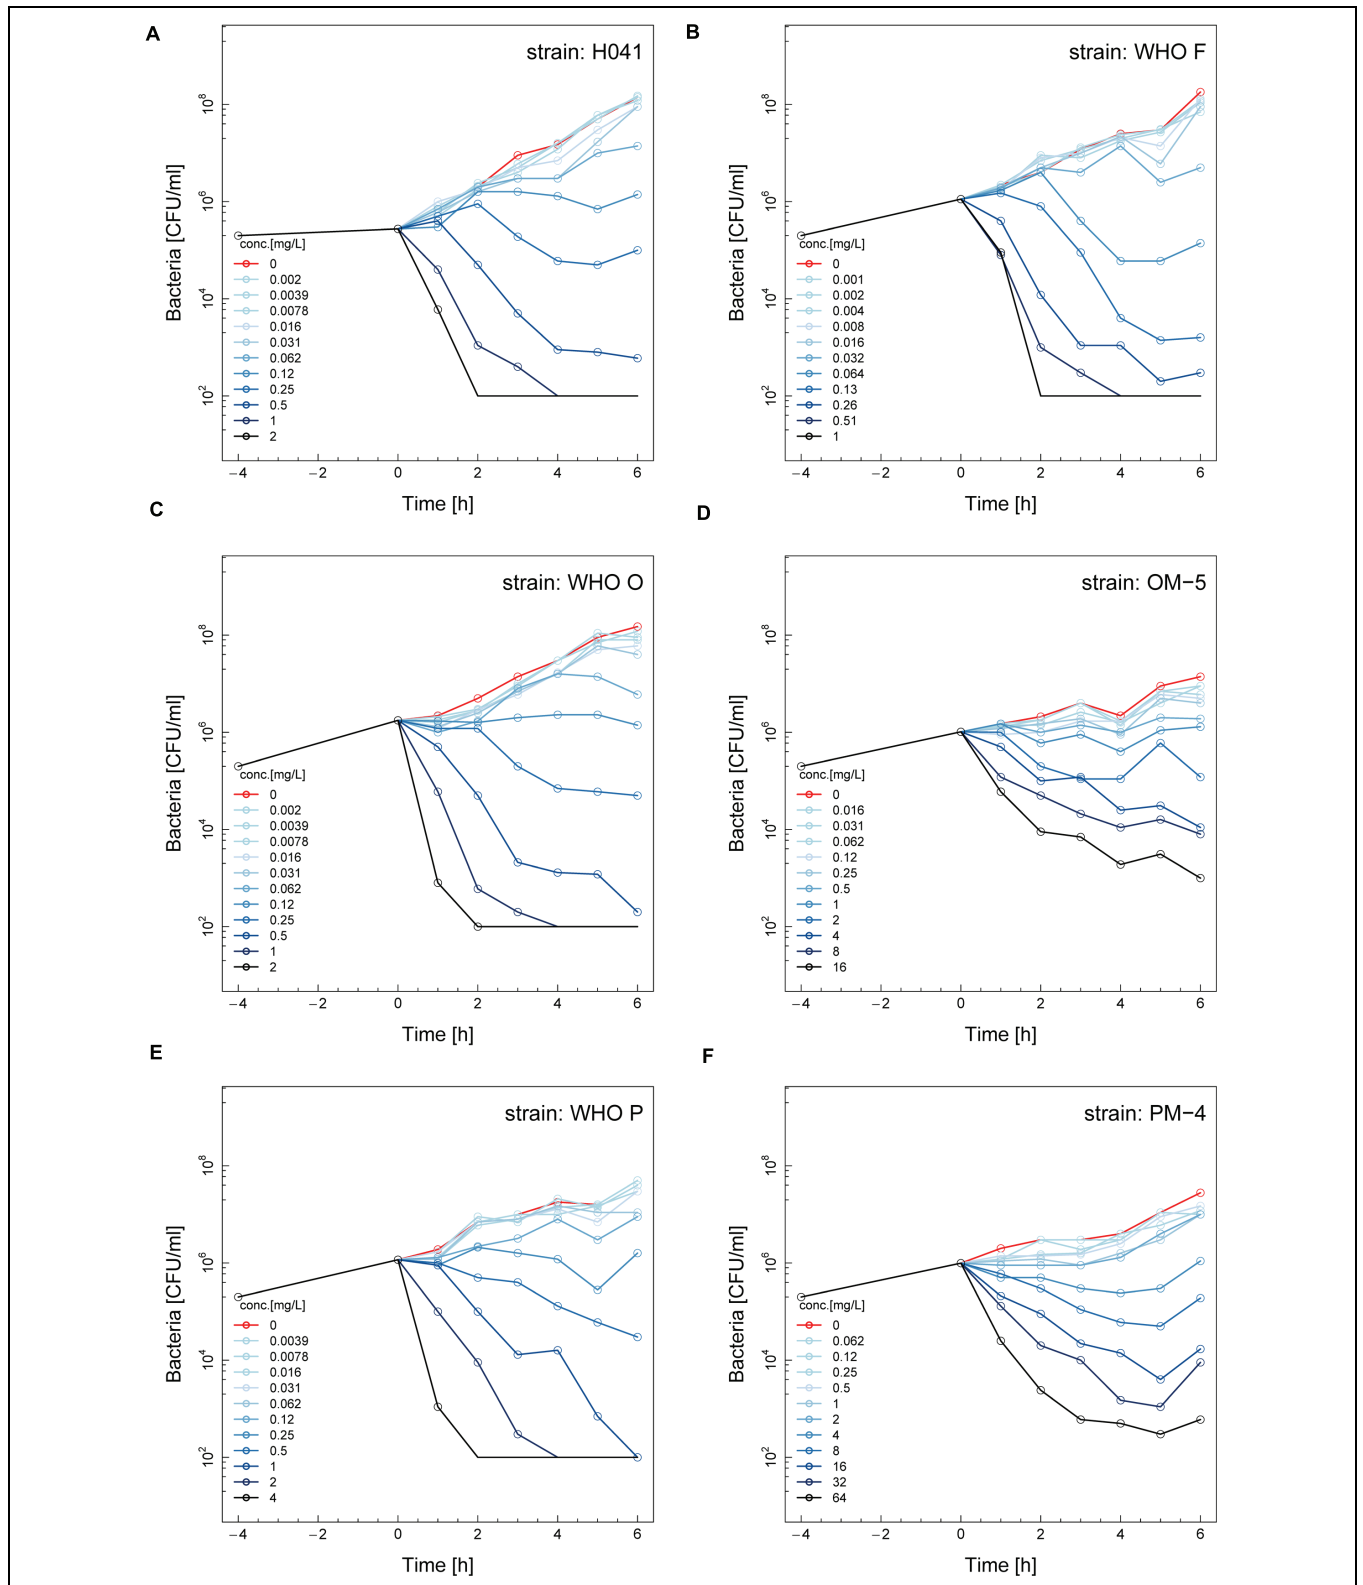 A
strain: H041
Bacteria [CFU/ml]
10^8
10^6
10^4
10^2
conc.[mg/L]
0
0.002
0.0039
0.0078
0.016
0.031
0.062
0.12
0.25
0.5
1
2
−4 −2 0 2 4 6
Time [h]
B
strain: WHO F
Bacteria [CFU/ml]
10^8
10^6
10^4
10^2
conc.[mg/L]
0
0.001
0.002
0.004
0.008
0.016
0.032
0.064
0.13
0.26
0.51
1
−4 −2 0 2 4 6
Time [h]
C
strain: WHO O
Bacteria [CFU/ml]
10^8
10^6
10^4
10^2
conc.[mg/L]
0
0.002
0.0039
0.0078
0.016
0.031
0.062
0.12
0.25
0.5
1
2
−4 −2 0 2 4 6
Time [h]
D
strain: OM−5
Bacteria [CFU/ml]
10^8
10^6
10^4
10^2
conc.[mg/L]
0
0.016
0.031
0.062
0.12
0.25
0.5
1
2
4
8
16
−4 −2 0 2 4 6
Time [h]
E
strain: WHO P
Bacteria [CFU/ml]
10^8
10^6
10^4
10^2
conc.[mg/L]
0
0.0039
0.0078
0.016
0.031
0.062
0.12
0.25
0.5
1
2
4
−4 −2 0 2 4 6
Time [h]
F
strain: PM−4
Bacteria [CFU/ml]
10^8
10^6
10^4
10^2
conc.[mg/L]
0
0.062
0.12
0.25
0.5
1
2
4
8
16
32
64
−4 −2 0 2 4 6
Time [h]